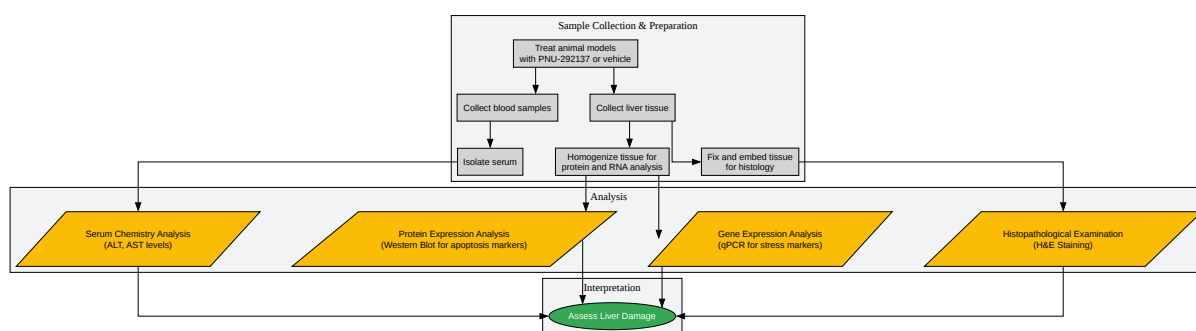 Sample Collection & Preparation
Treat animal models
with PNU-292137 or vehicle
Collect blood samples
Collect liver tissue
Isolate serum
Homogenize tissue for
protein and RNA analysis
Fix and embed tissue
for histology
Analysis
Serum Chemistry Analysis
(ALT, AST levels)
Protein Expression Analysis
(Western Blot for apoptosis markers)
Gene Expression Analysis
(qPCR for stress markers)
Histopathological Examination
(H&E Staining)
Interpretation
Assess Liver Damage